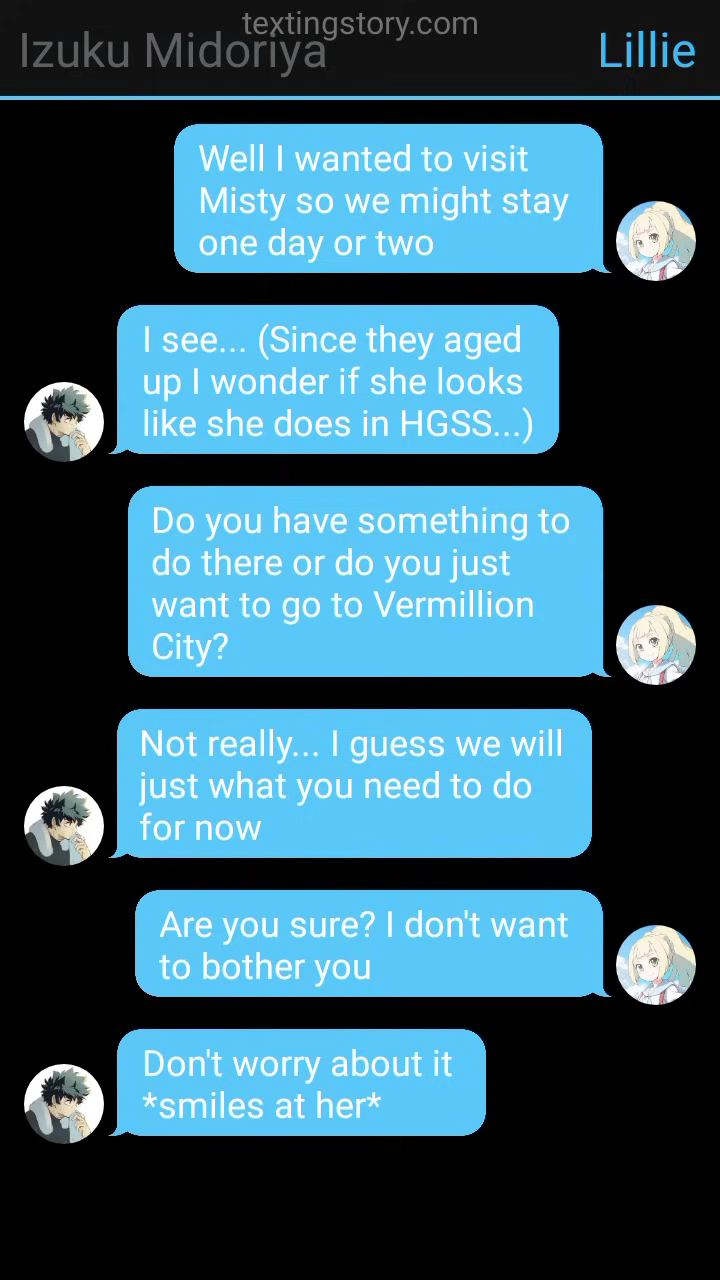 textingstory.com
Izuku Midoriya
Lillie
Well I wanted to visit
Misty so we might stay
one day or two
I see... (Since they aged
up I wonder if she looks
like she does in HGSS...)
Do you have something to
do there or do you just
want to go to Vermillion
City?
Not really... I guess we will
just what you need to do
for now
Are you sure? I don't want
to bother you
Don't worry about it
*smiles at her*